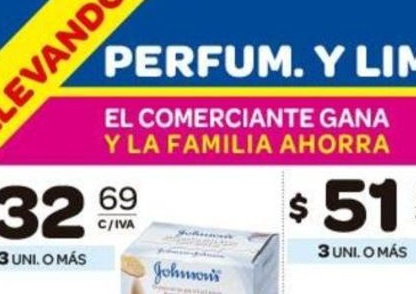 LLEVANDO
PERFUM. Y LIM
EL COMERCIANTE GANA
Y LA FAMILIA AHORRA
32 69
C/IVA
3 UNI. O MÁS
$ 51
3 UNI. O MÁS
Johnson's
Johnson's